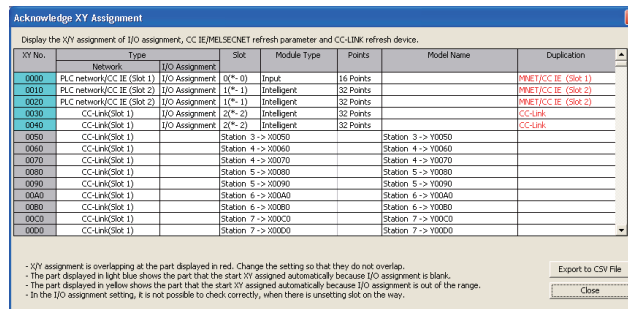 Acknowledge XY Assignment
Display the X/Y assignment of I/O assignment, CC IE/MELSECNET refresh parameter and CC-LINK refresh device.
XY No. Type Slot Module Type Points Model Name Duplication
Network I/O Assignment
0000 PLC network/CC IE (Slot 1) I/O Assignment 0(*- 0) Input 16 Points MNET/CC IE (Slot 1)
0010 PLC network/CC IE (Slot 2) I/O Assignment 1(*- 1) Intelligent 32 Points MNET/CC IE (Slot 2)
0020 PLC network/CC IE (Slot 2) I/O Assignment 1(*- 1) Intelligent 32 Points MNET/CC IE (Slot 2)
0030 CC-Link(Slot 1) I/O Assignment 2(*- 2) Intelligent 32 Points CC-Link
0040 CC-Link(Slot 1) I/O Assignment 2(*- 2) Intelligent 32 Points CC-Link
0050 CC-Link(Slot 1) Station 3 -> X0050 Station 3 -> Y0050
0060 CC-Link(Slot 1) Station 4 -> X0060 Station 4 -> Y0060
0070 CC-Link(Slot 1) Station 4 -> X0070 Station 4 -> Y0070
0080 CC-Link(Slot 1) Station 5 -> X0080 Station 5 -> Y0080
0090 CC-Link(Slot 1) Station 5 -> X0090 Station 5 -> Y0090
00A0 CC-Link(Slot 1) Station 6 -> X00A0 Station 6 -> Y00A0
00B0 CC-Link(Slot 1) Station 6 -> X00B0 Station 6 -> Y00B0
00C0 CC-Link(Slot 1) Station 7 -> X00C0 Station 7 -> Y00C0
00D0 CC-Link(Slot 1) Station 7 -> X00D0 Station 7 -> Y00D0
- X/Y assignment is overlapping at the part displayed in red. Change the setting so that they do not overlap.
- The part displayed in light blue shows the part that the start XY assigned automatically because I/O assignment is blank.
- The part displayed in yellow shows the part that the start XY assigned automatically because I/O assignment is out of the range.
- In the I/O assignment setting, it is not possible to check correctly, when there is unsetting slot on the way.
Export to CSV File
Close